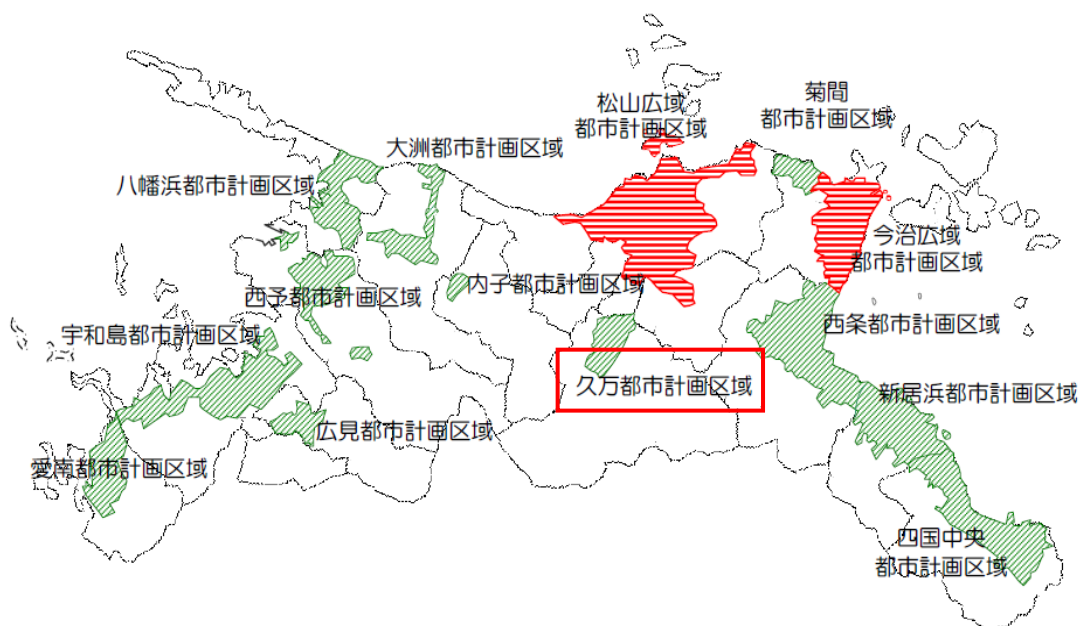 松山広域
都市計画区域
菊間
都市計画区域
大洲都市計画区域
八幡浜都市計画区域
今治広域
都市計画区域
内子都市計画区域
西予都市計画区域
西条都市計画区域
宇和島都市計画区域
久万都市計画区域
新居浜都市計画区域
広見都市計画区域
愛南都市計画区域
四国中央
都市計画区域